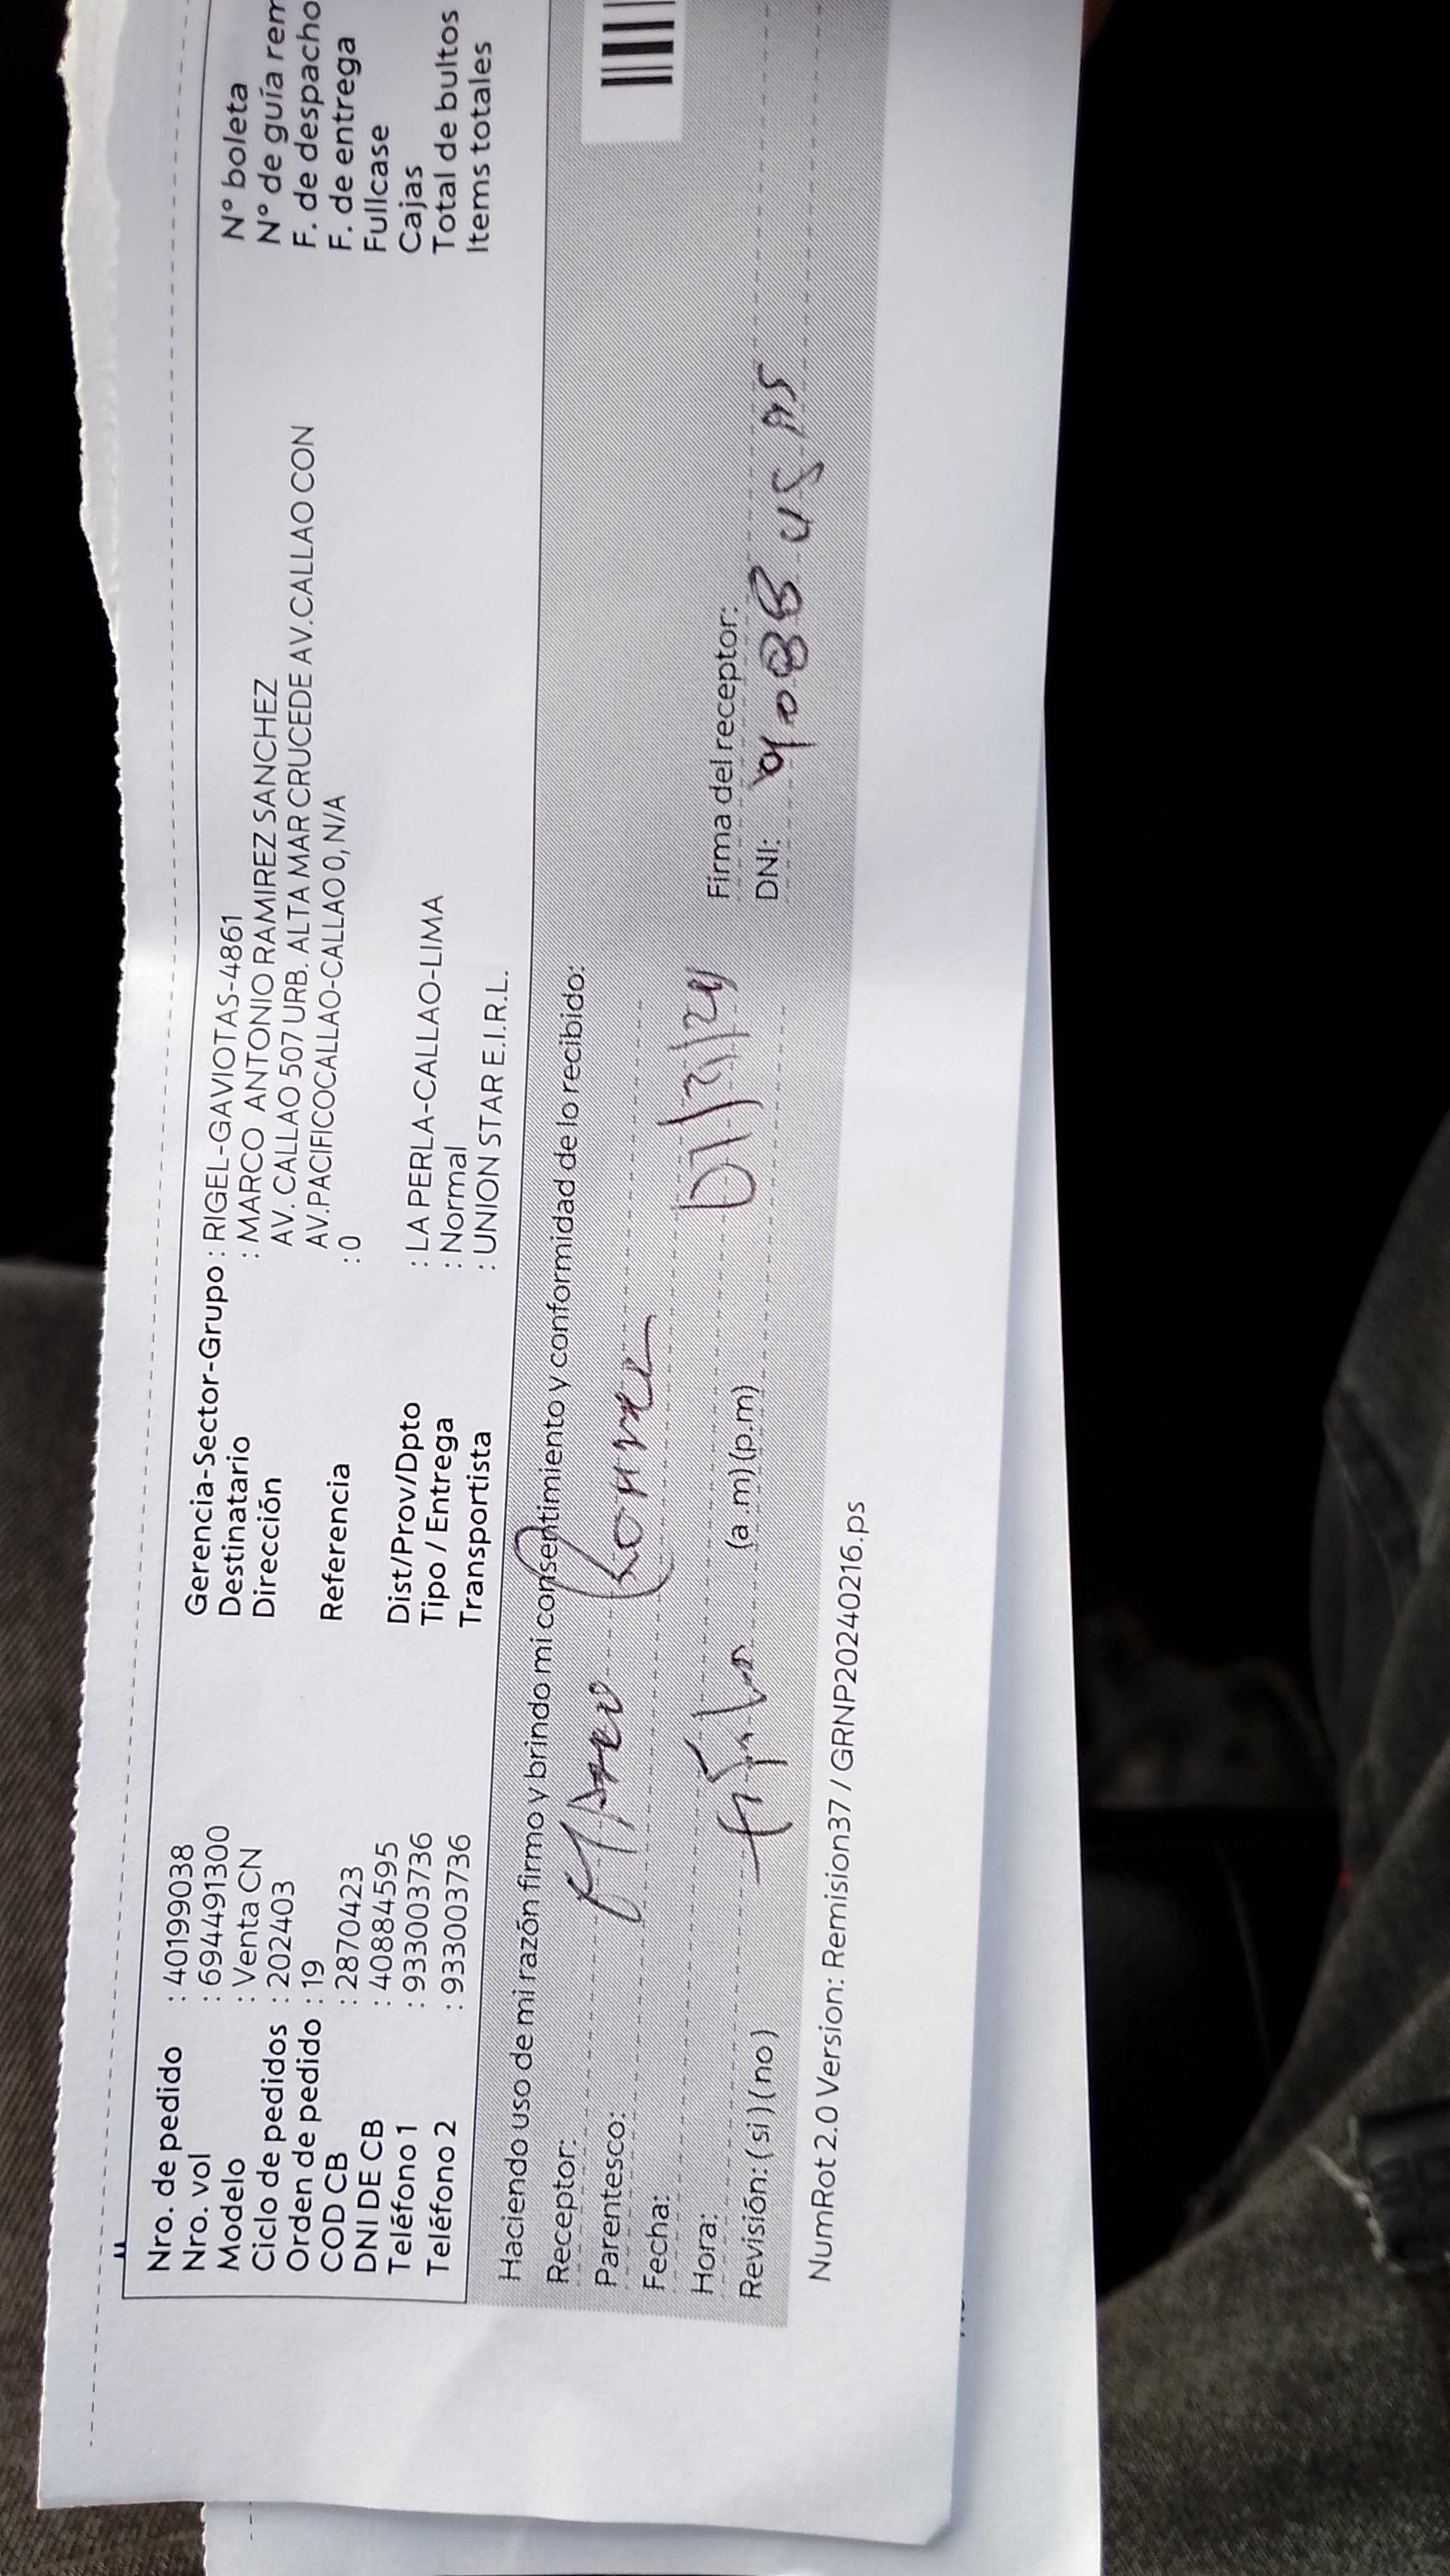 Nro. de pedido : 40199038
Nro. vol : 694491300
Modelo : Venta CN
Ciclo de pedidos : 202403
Orden de pedido : 19
COD CB : 2870423
DNI DE CB : 40884595
Teléfono 1 : 933003736
Teléfono 2 : 933003736
Gerencia-Sector-Grupo : RIGEL-GAVIOTAS-4861
Destinatario : MARCO ANTONIO RAMIREZ SANCHEZ
Dirección AV. CALLAO 507 URB. ALTA MAR CRUCEDE AV.CALLAO CON
AV.PACIFICOCALLAO-CALLAO 0, N/A
Referencia : 0
Dist/Prov/Dpto : LA PERLA-CALLAO-LIMA
Tipo / Entrega : Normal
Transportista : UNION STAR E.I.R.L.
N° boleta
N° de guía rem
F. de despacho
F. de entrega
Fullcase
Cajas
Total de bultos
Items totales
Haciendo uso de mi razón firmo y brindo mi consentimiento y conformidad de lo recibido:
Receptor: Marco
Parentesco:
Fecha:
Hora: (a .m) (p.m)
Revisión: (si) (no)
Firma del receptor:
DNI:
NumRot 2.0 Version: Remision37 / GRNP20240216.ps